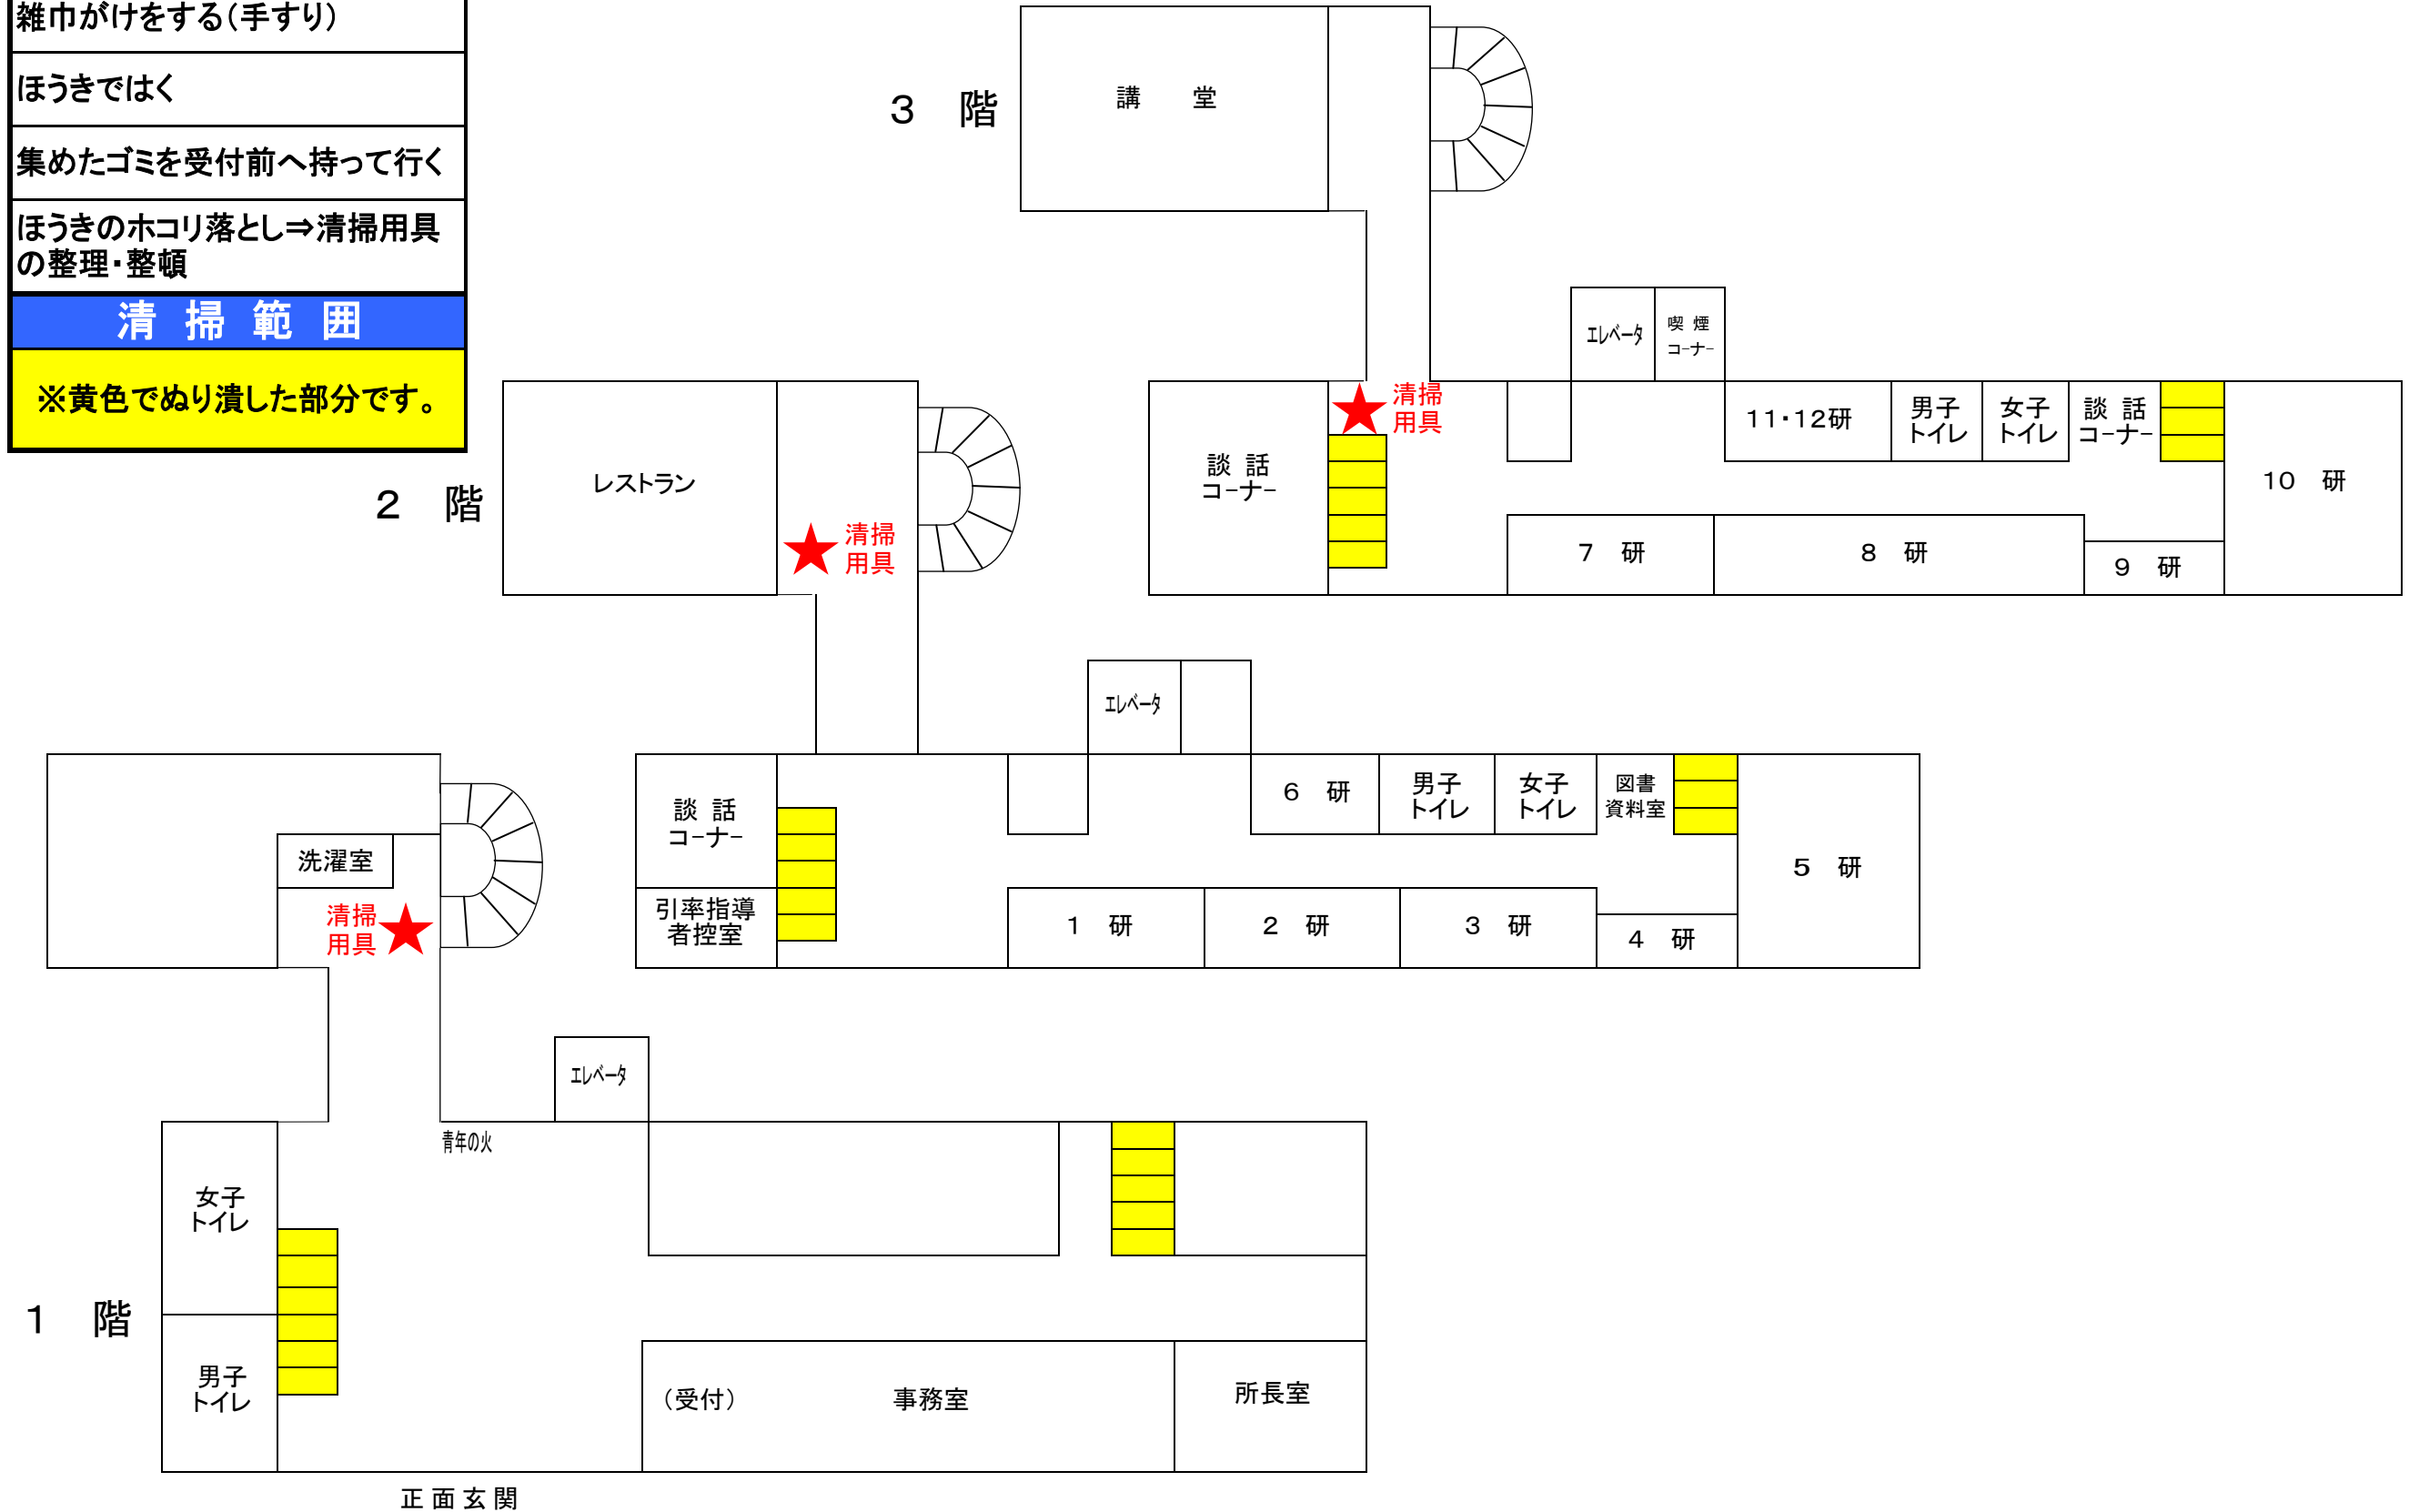 雑巾がけをする（手すり）
ほうきではく
集めたゴミを受付前へ持って行く
ほうきのホコリ落とし⇒清掃用具
の整理・整頓
清 掃 範 囲
※黄色でぬり潰した部分です。
３ 階
講 堂
エレベータ
喫 煙
コーナー
清掃
用具
談 話
コーナー
11・12研
男子
トイレ
女子
トイレ
談 話
コーナー
10 研
７ 研
８ 研
９ 研
２ 階
レストラン
清掃
用具
エレベータ
談 話
コーナー
引率指導
者控室
６ 研
男子
トイレ
女子
トイレ
図書
資料室
５ 研
１ 研
２ 研
３ 研
４ 研
洗濯室
清掃
用具
エレベータ
青年の火
１ 階
女子
トイレ
男子
トイレ
（受付）
事務室
所長室
正 面 玄 関